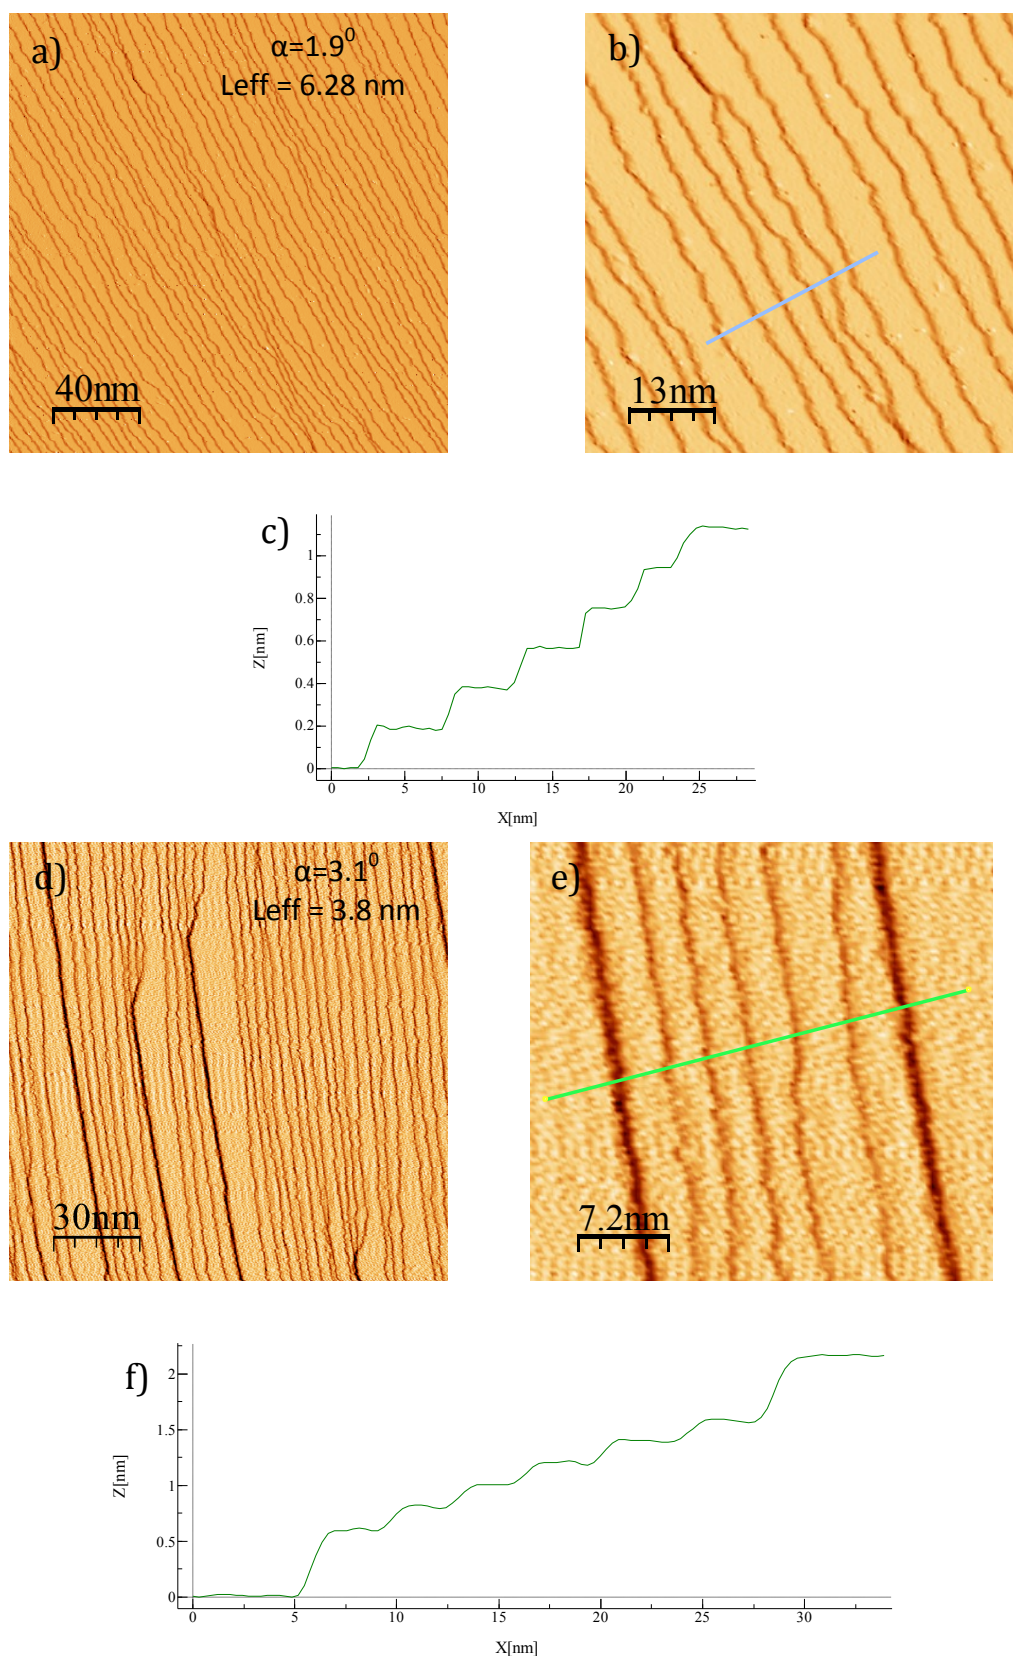 a)
α=1.9⁰
Leff = 6.28 nm
40nm
b)
13nm
c)
1
0.8
0.6
0.4
0.2
0
Z[nm]
0 5 10 15 20 25
X[nm]
d)
α=3.1⁰
Leff = 3.8 nm
30nm
e)
7.2nm
f)
2
1.5
1
0.5
0
Z[nm]
0 5 10 15 20 25 30
X[nm]